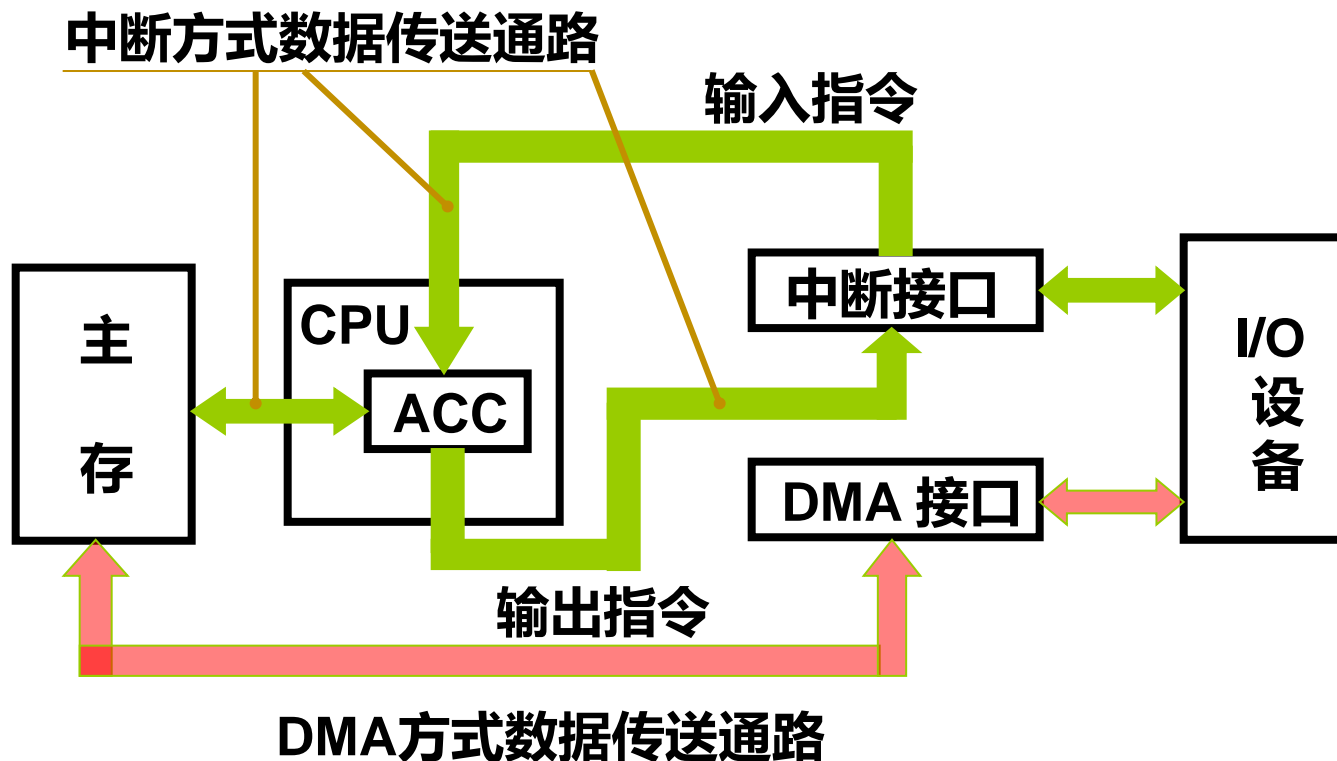 中断方式数据传送通路
输入指令
主
存
CPU
ACC
中断接口
I/O
设
备
DMA 接口
输出指令
DMA方式数据传送通路